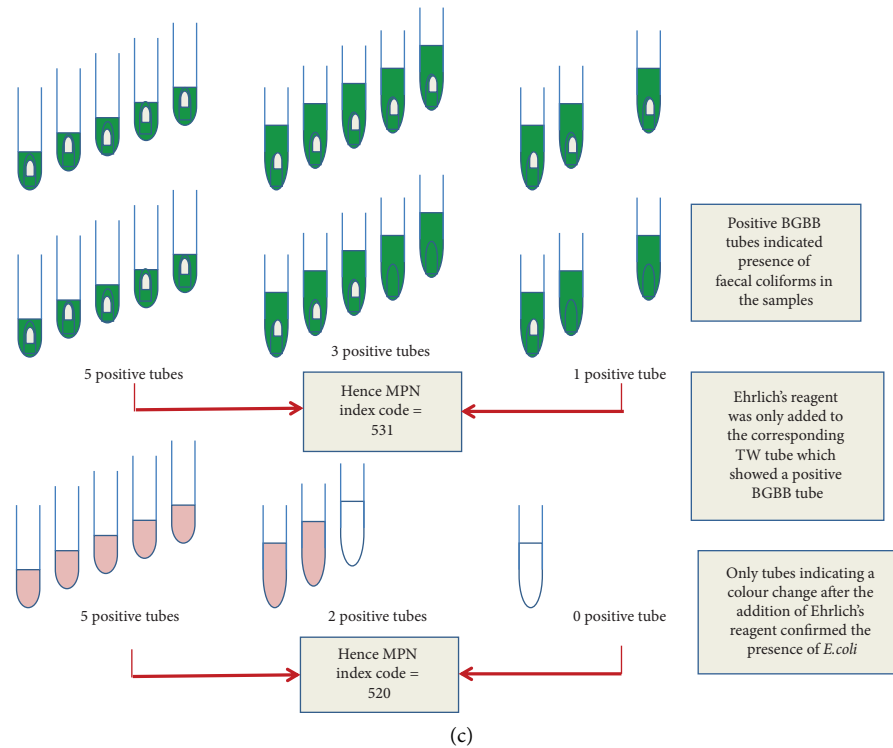 Positive BGBB
tubes indicated
presence of
faecal coliforms in
the samples
5 positive tubes
3 positive tubes
1 positive tube
Hence MPN
index code =
531
Ehrlich's reagent
was only added to
the corresponding
TW tube which
showed a positive
BGBB tube
5 positive tubes
2 positive tubes
0 positive tube
Hence MPN
index code =
520
Only tubes indicating a
colour change after the
addition of Ehrlich's
reagent confirmed the
presence of E.coli
(c)